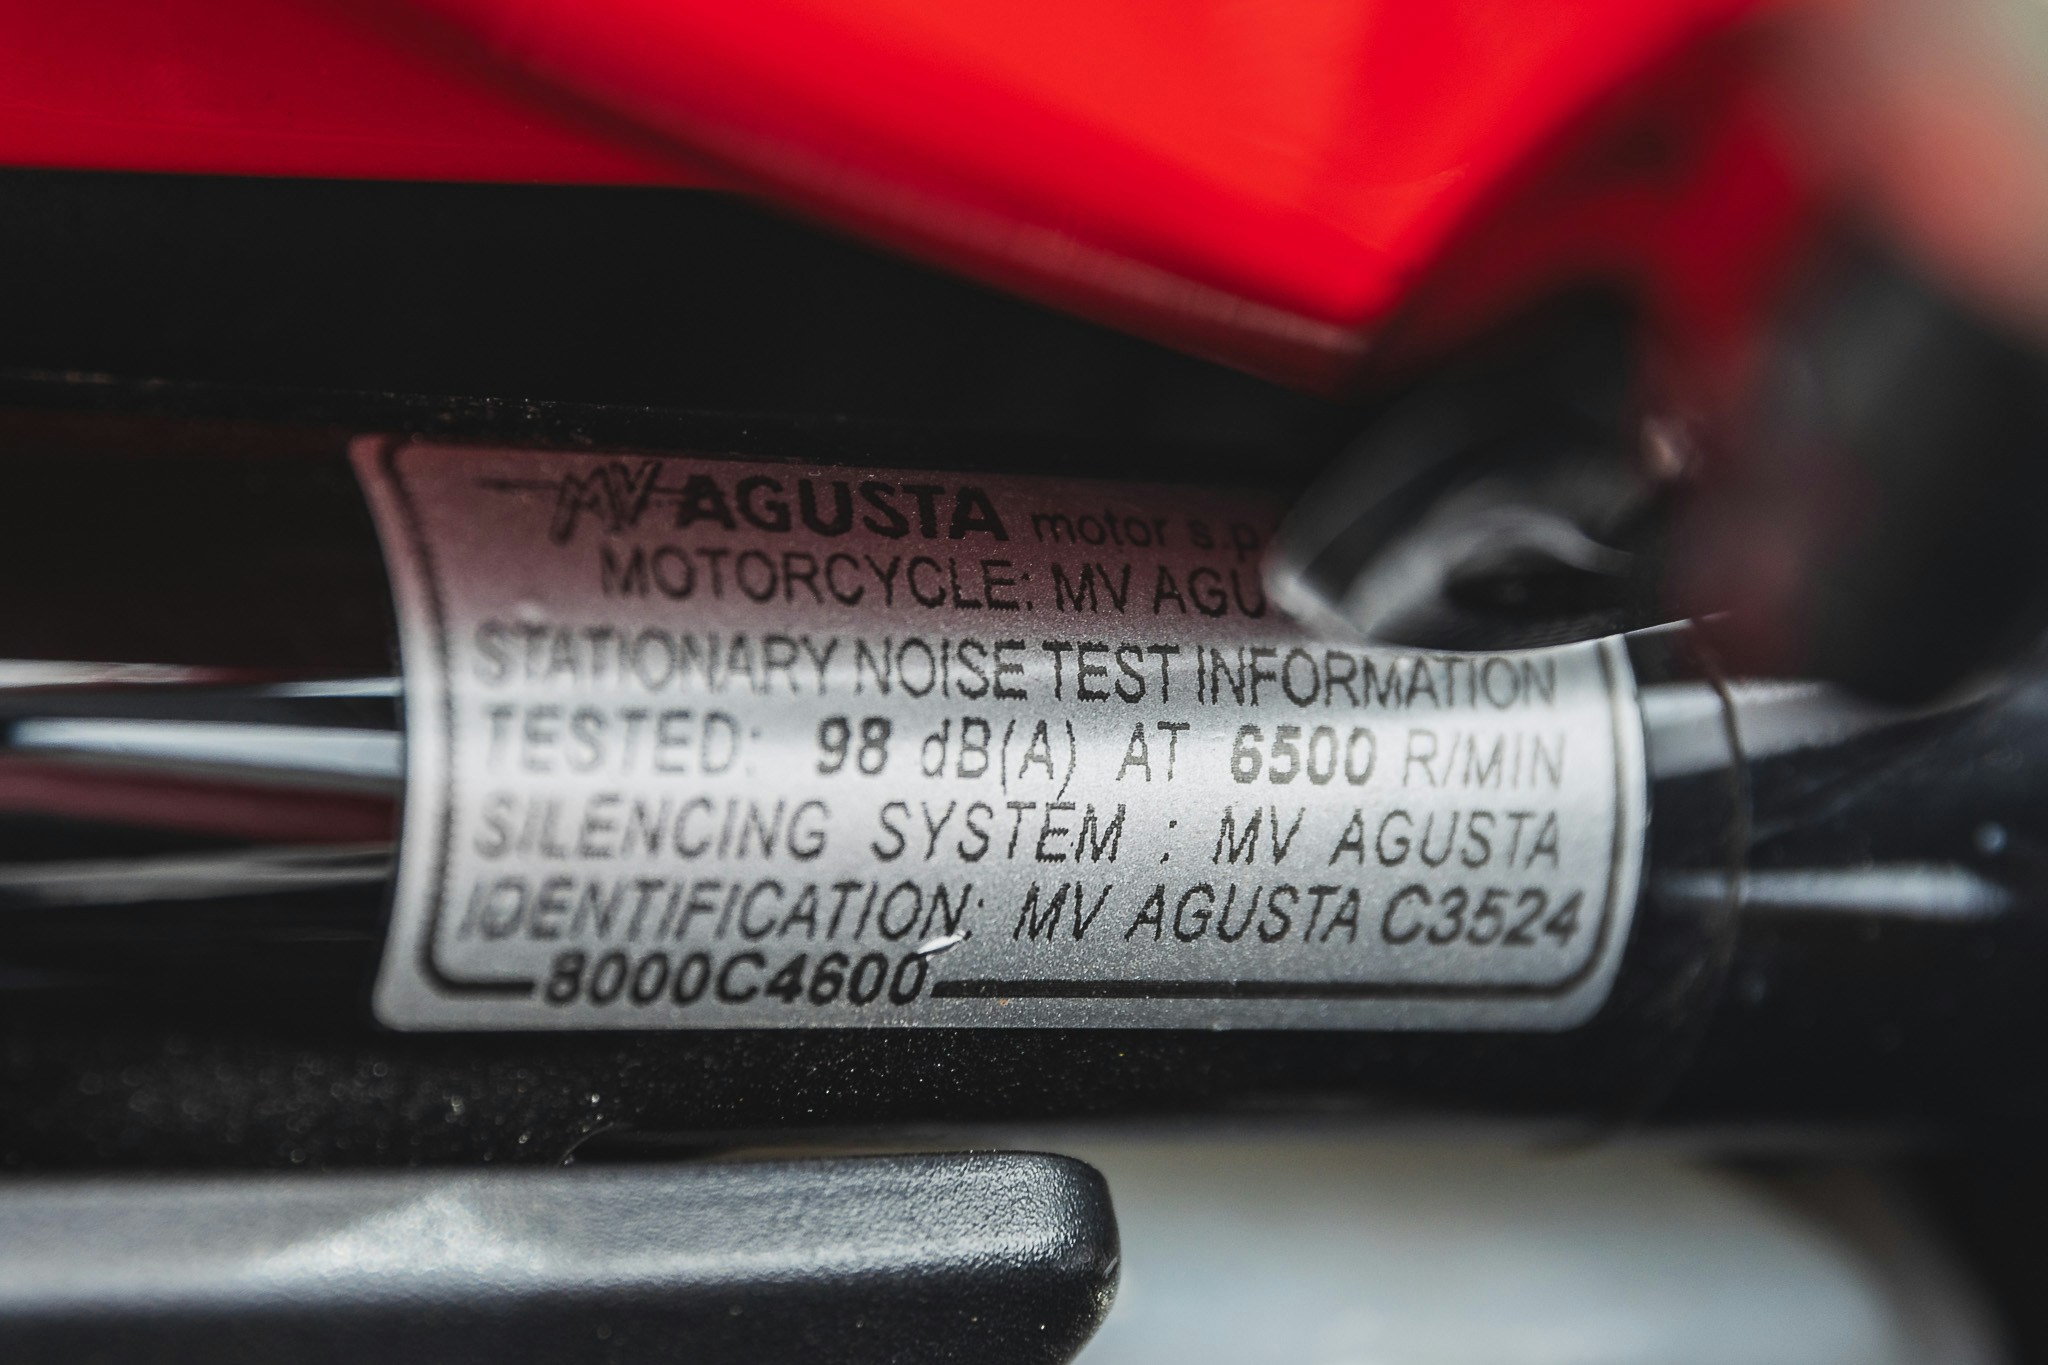 MV AGUSTA motor s.p
MOTORCYCLE: MV AGU
STATIONARY NOISE TEST INFORMATION
TESTED: 98 dB(A) AT 6500 R/MIN
SILENCING SYSTEM : MV AGUSTA
IDENTIFICATION: MV AGUSTA C3524
8000C4600